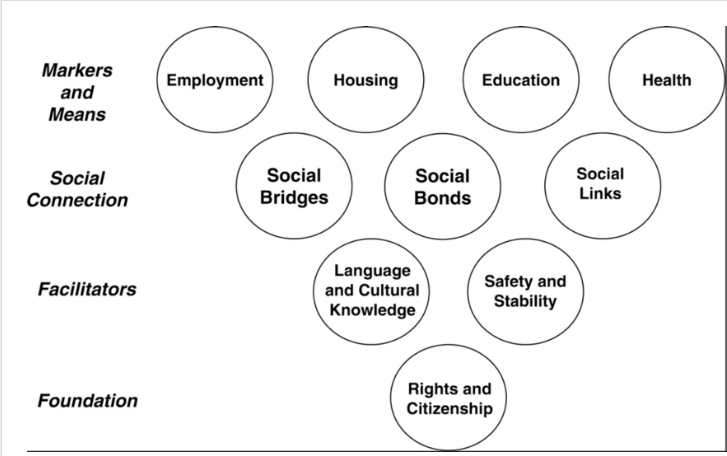 Markers
and
Means
Employment
Housing
Education
Health
Social
Connection
Social
Bridges
Social
Bonds
Social
Links
Facilitators
Language
and Cultural
Knowledge
Safety and
Stability
Foundation
Rights and
Citizenship